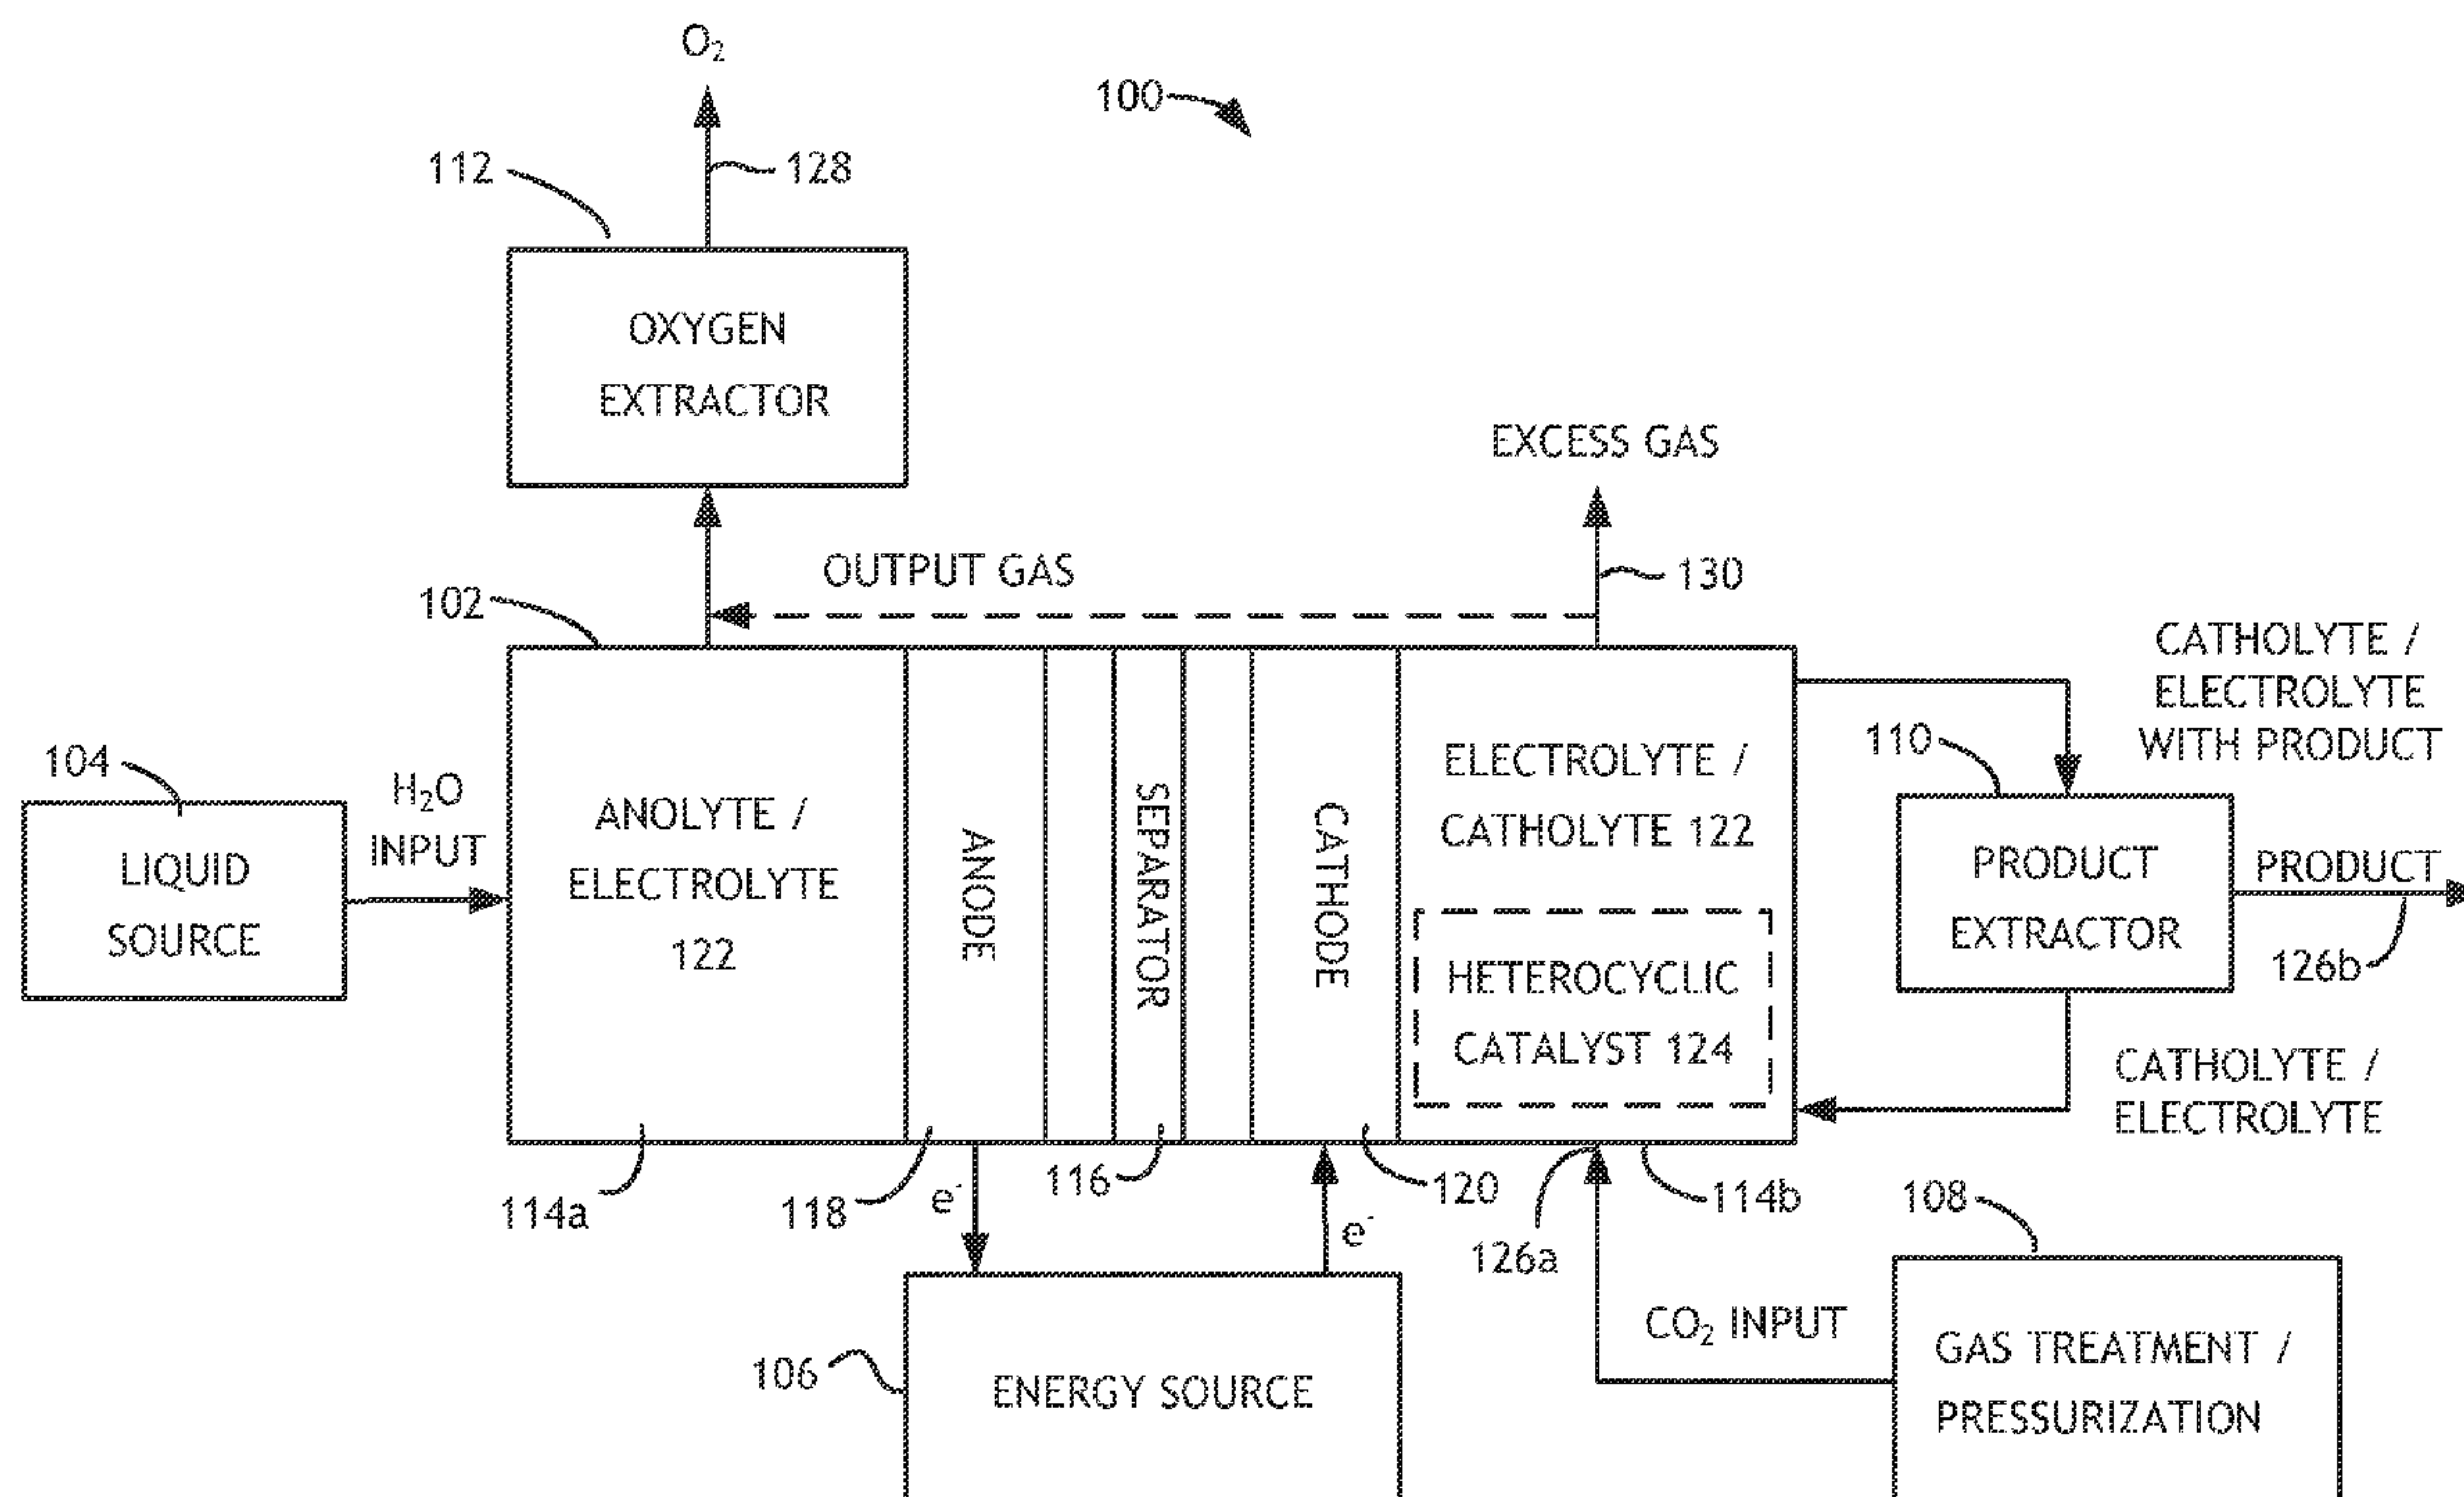 O₂
100
112
128
OXYGEN
EXTRACTOR
EXCESS GAS
OUTPUT GAS
130
102
CATHOLYTE /
ELECTROLYTE
WITH PRODUCT
104
H₂O
INPUT
LIQUID
SOURCE
ANOLYTE /
ELECTROLYTE
122
ANODE
SEPARATOR
CATHODE
ELECTROLYTE /
CATHOLYTE 122
HETEROCYCLIC
CATALYST 124
110
PRODUCT
EXTRACTOR
PRODUCT
126b
CATHOLYTE /
ELECTROLYTE
114a
118
e⁻
116
e⁻
120
126a
114b
108
106
ENERGY SOURCE
CO₂ INPUT
GAS TREATMENT /
PRESSURIZATION